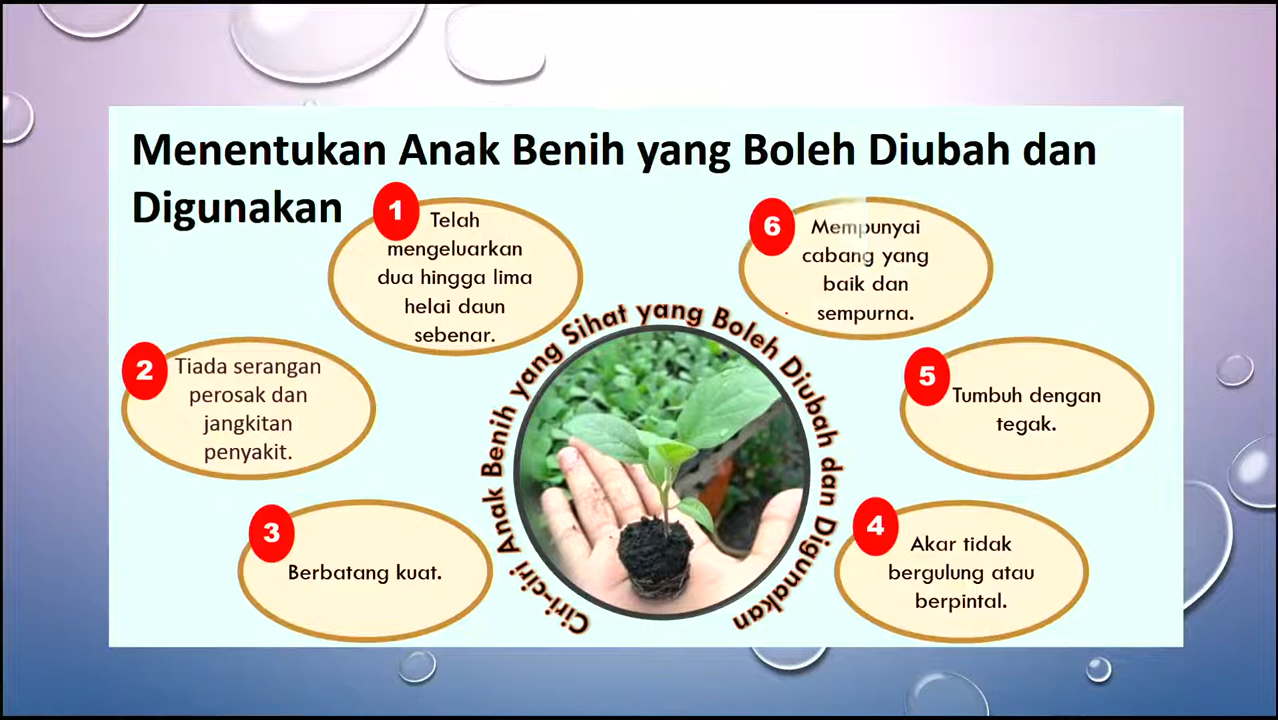 Menentukan Anak Benih yang Boleh Diubah dan
Digunakan
1
Telah
mengeluarkan
dua hingga lima
helai daun
sebenar.
2
Tiada serangan
perosak dan
jangkitan
penyakit.
3
Berbatang kuat.
4
Akar tidak
bergulung atau
berpintal.
5
Tumbuh dengan
tegak.
6
Mempunyai
cabang yang
baik dan
sempurna.
Ciri-ciri Anak Benih yang Sihat yang Boleh Diubah dan Digunakan